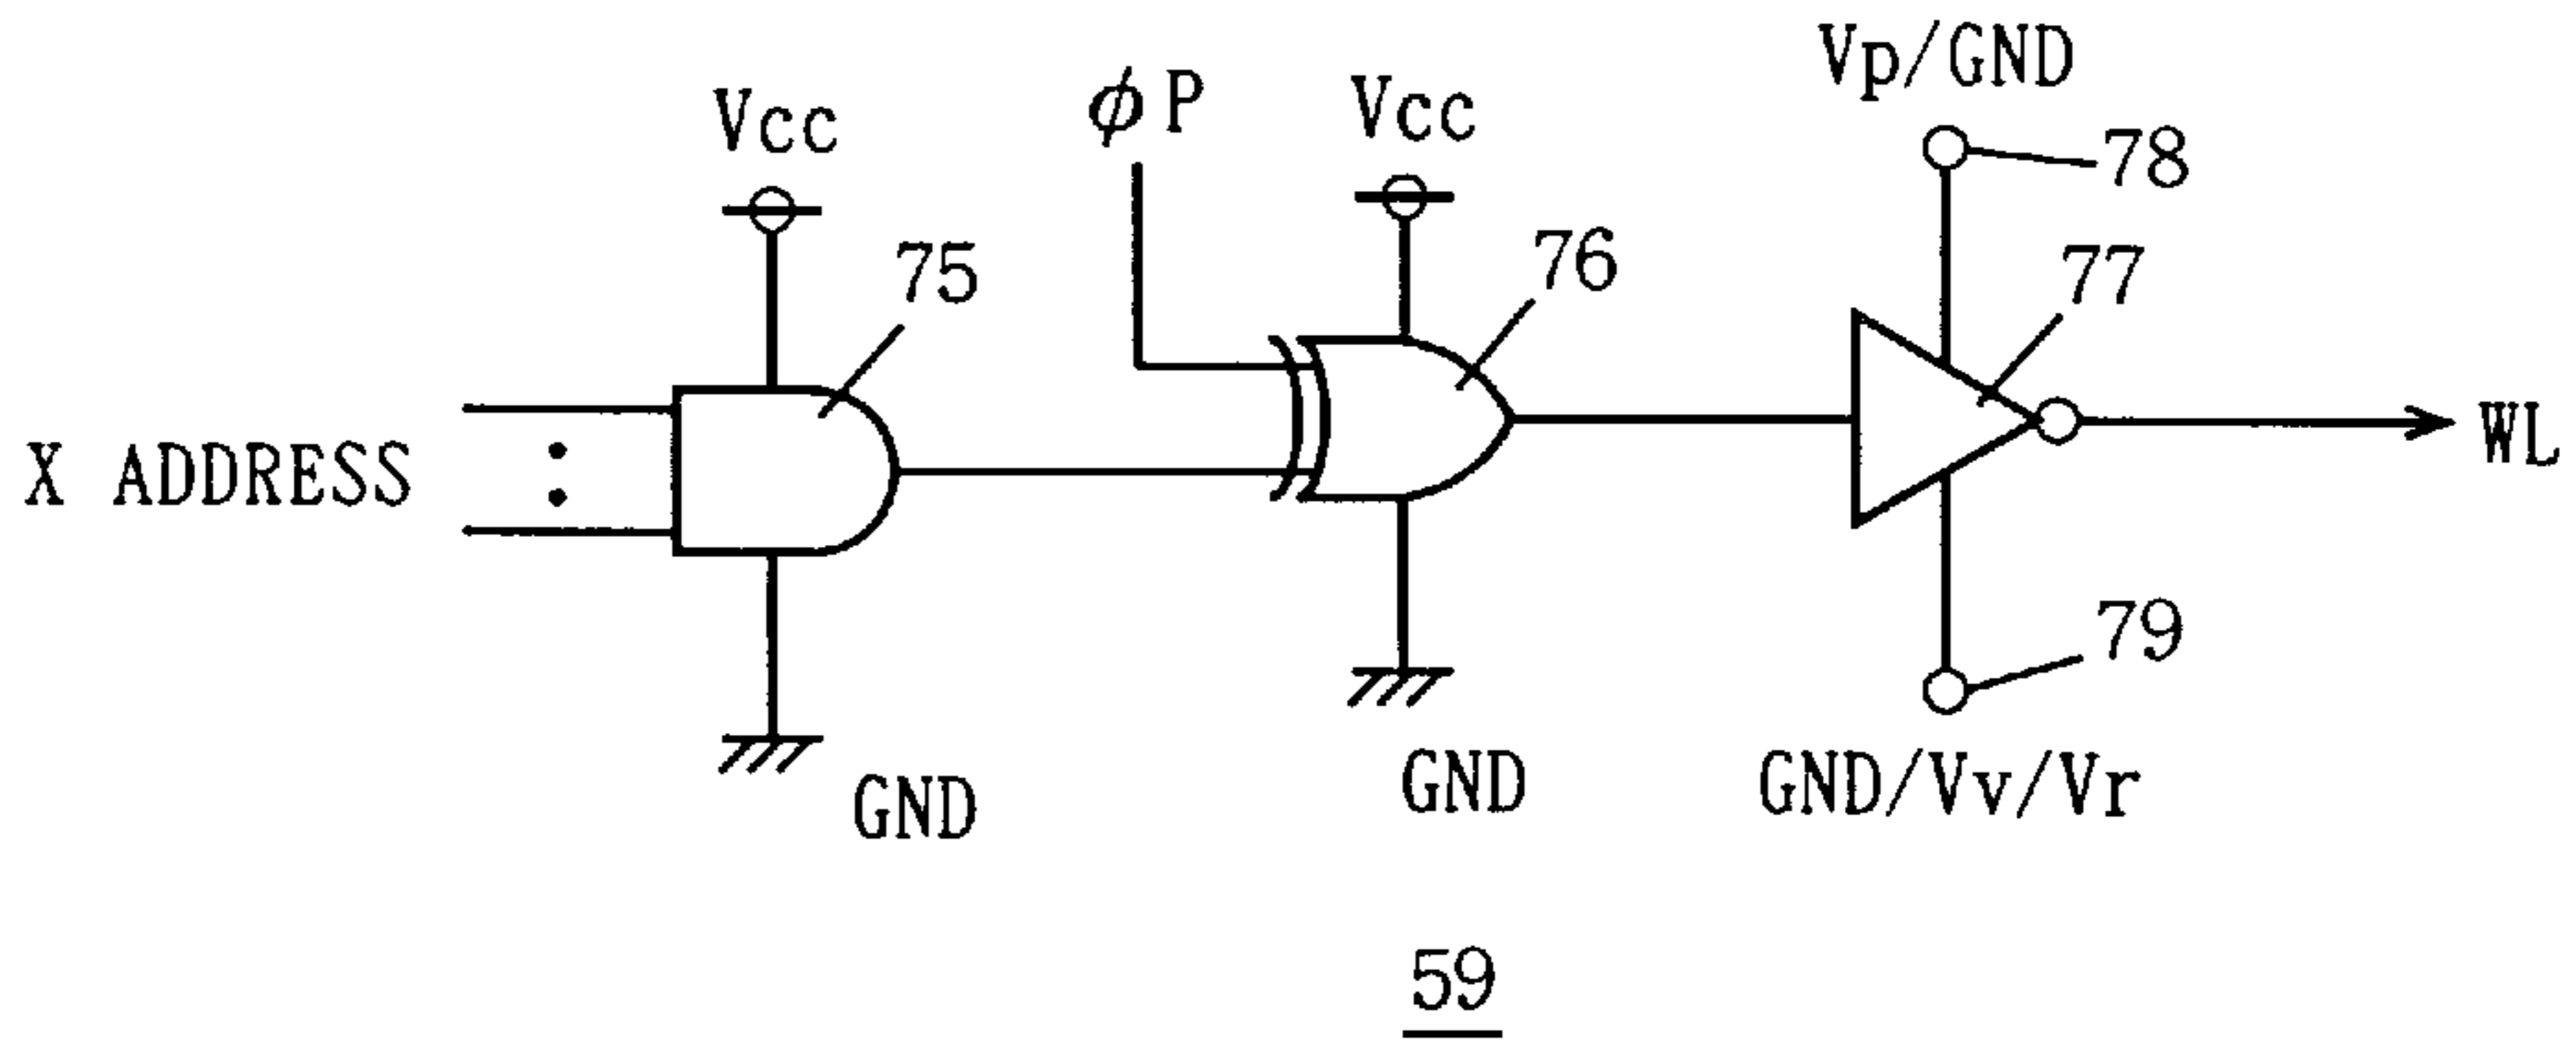 Vp/GND
Vcc
φP
Vcc
78
75
76
77
X ADDRESS
WL
79
GND
GND
GND/Vv/Vr
59